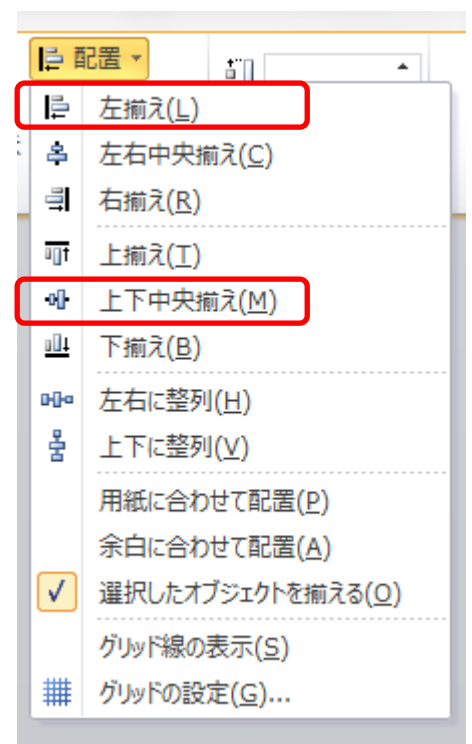 配置
左揃え(L)
左右中央揃え(C)
右揃え(R)
上揃え(T)
上下中央揃え(M)
下揃え(B)
左右に整列(H)
上下に整列(V)
用紙に合わせて配置(P)
余白に合わせて配置(A)
選択したオブジェクトを揃える(O)
グリッド線の表示(S)
グリッドの設定(G)...